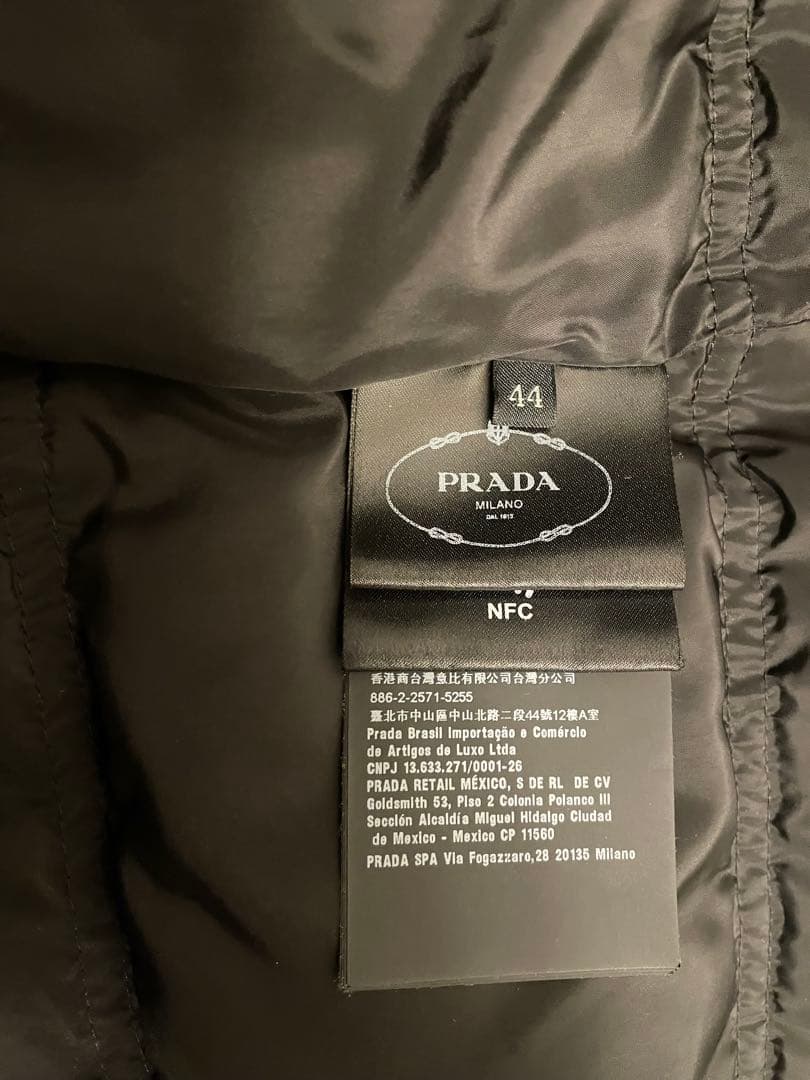 44
PRADA
MILANO
DAL 1913
NFC
香港商台灣意比有限公司台灣分公司
886-2-2571-5255
臺北市中山區中山北路二段44號12樓A室
Prada Brasil Importação e Comércio
de Artigos de Luxo Ltda
CNPJ 13.633.271/0001-26
PRADA RETAIL MÉXICO, S DE RL DE CV
Goldsmith 53, Piso 2 Colonia Polanco III
Sección Alcaldía Miguel Hidalgo Ciudad
de Mexico - Mexico CP 11560
PRADA SPA Via Fogazzaro,28 20135 Milano